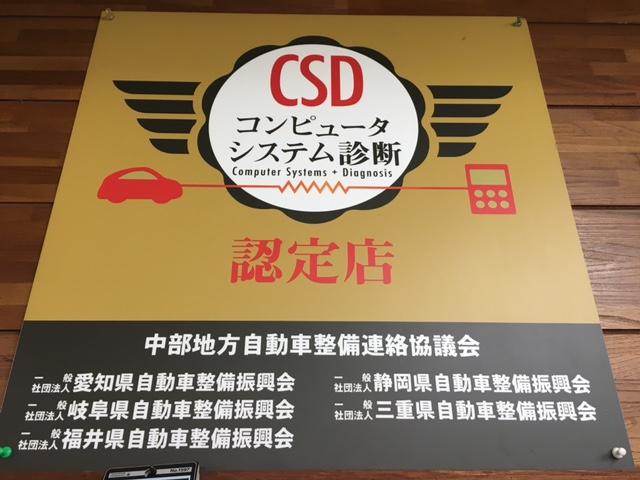 CSD
コンピュータ
システム診断
Computer Systems + Diagnosis
認定店
中部地方自動車整備連絡協議会
一般社団法人 愛知県自動車整備振興会
一般社団法人 岐阜県自動車整備振興会
一般社団法人 福井県自動車整備振興会
一般社団法人 静岡県自動車整備振興会
一般社団法人 三重県自動車整備振興会
No.1597